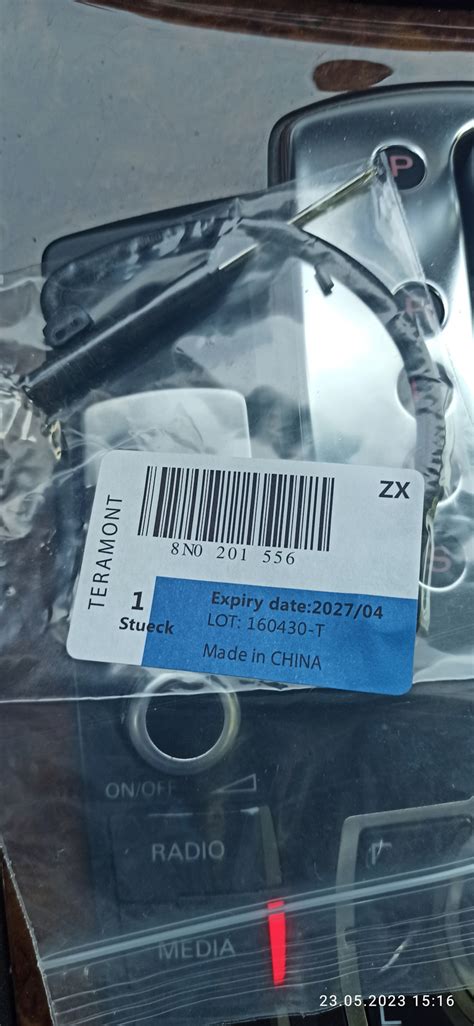 P
ZX
TERAMONT
8N0 201 556
1
Stueck
Expiry date:2027/04
LOT: 160430-T
Made in CHINA
ON/OFF
RADIO
MEDIA
23.05.2023 15:16